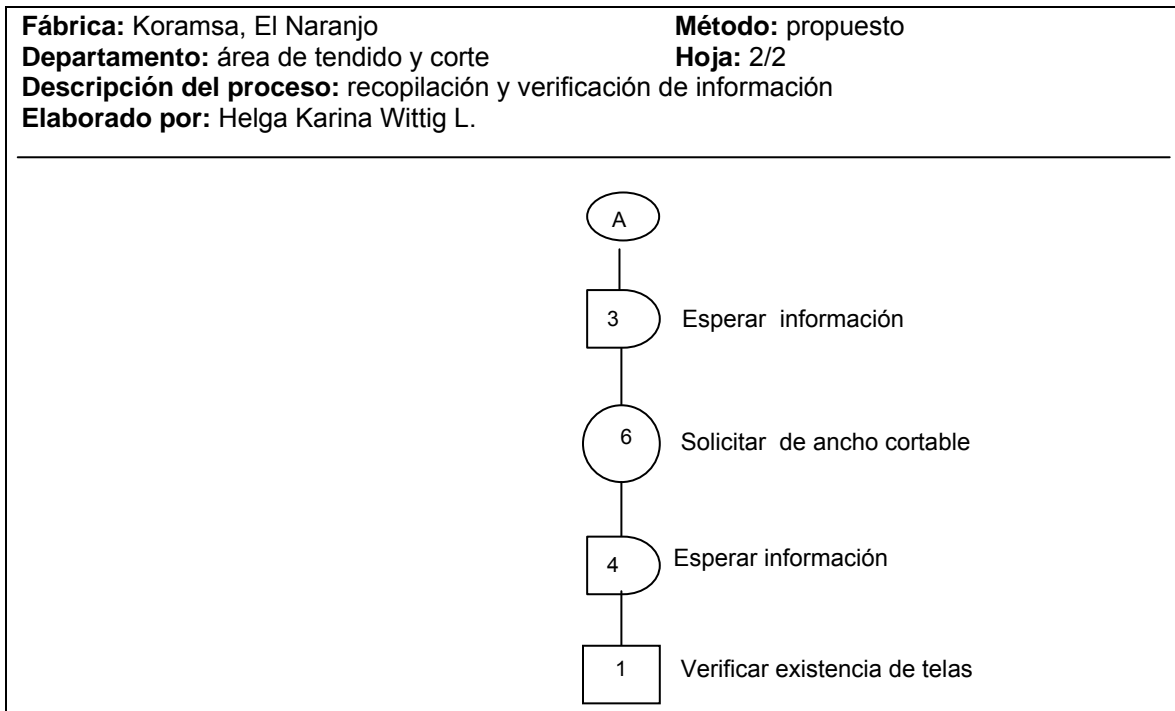 Fábrica: Koramsa, El Naranjo Método: propuesto
Departamento: área de tendido y corte Hoja: 2/2
Descripción del proceso: recopilación y verificación de información
Elaborado por: Helga Karina Wittig L.
A
3 Esperar información
6 Solicitar de ancho cortable
4 Esperar información
1 Verificar existencia de telas